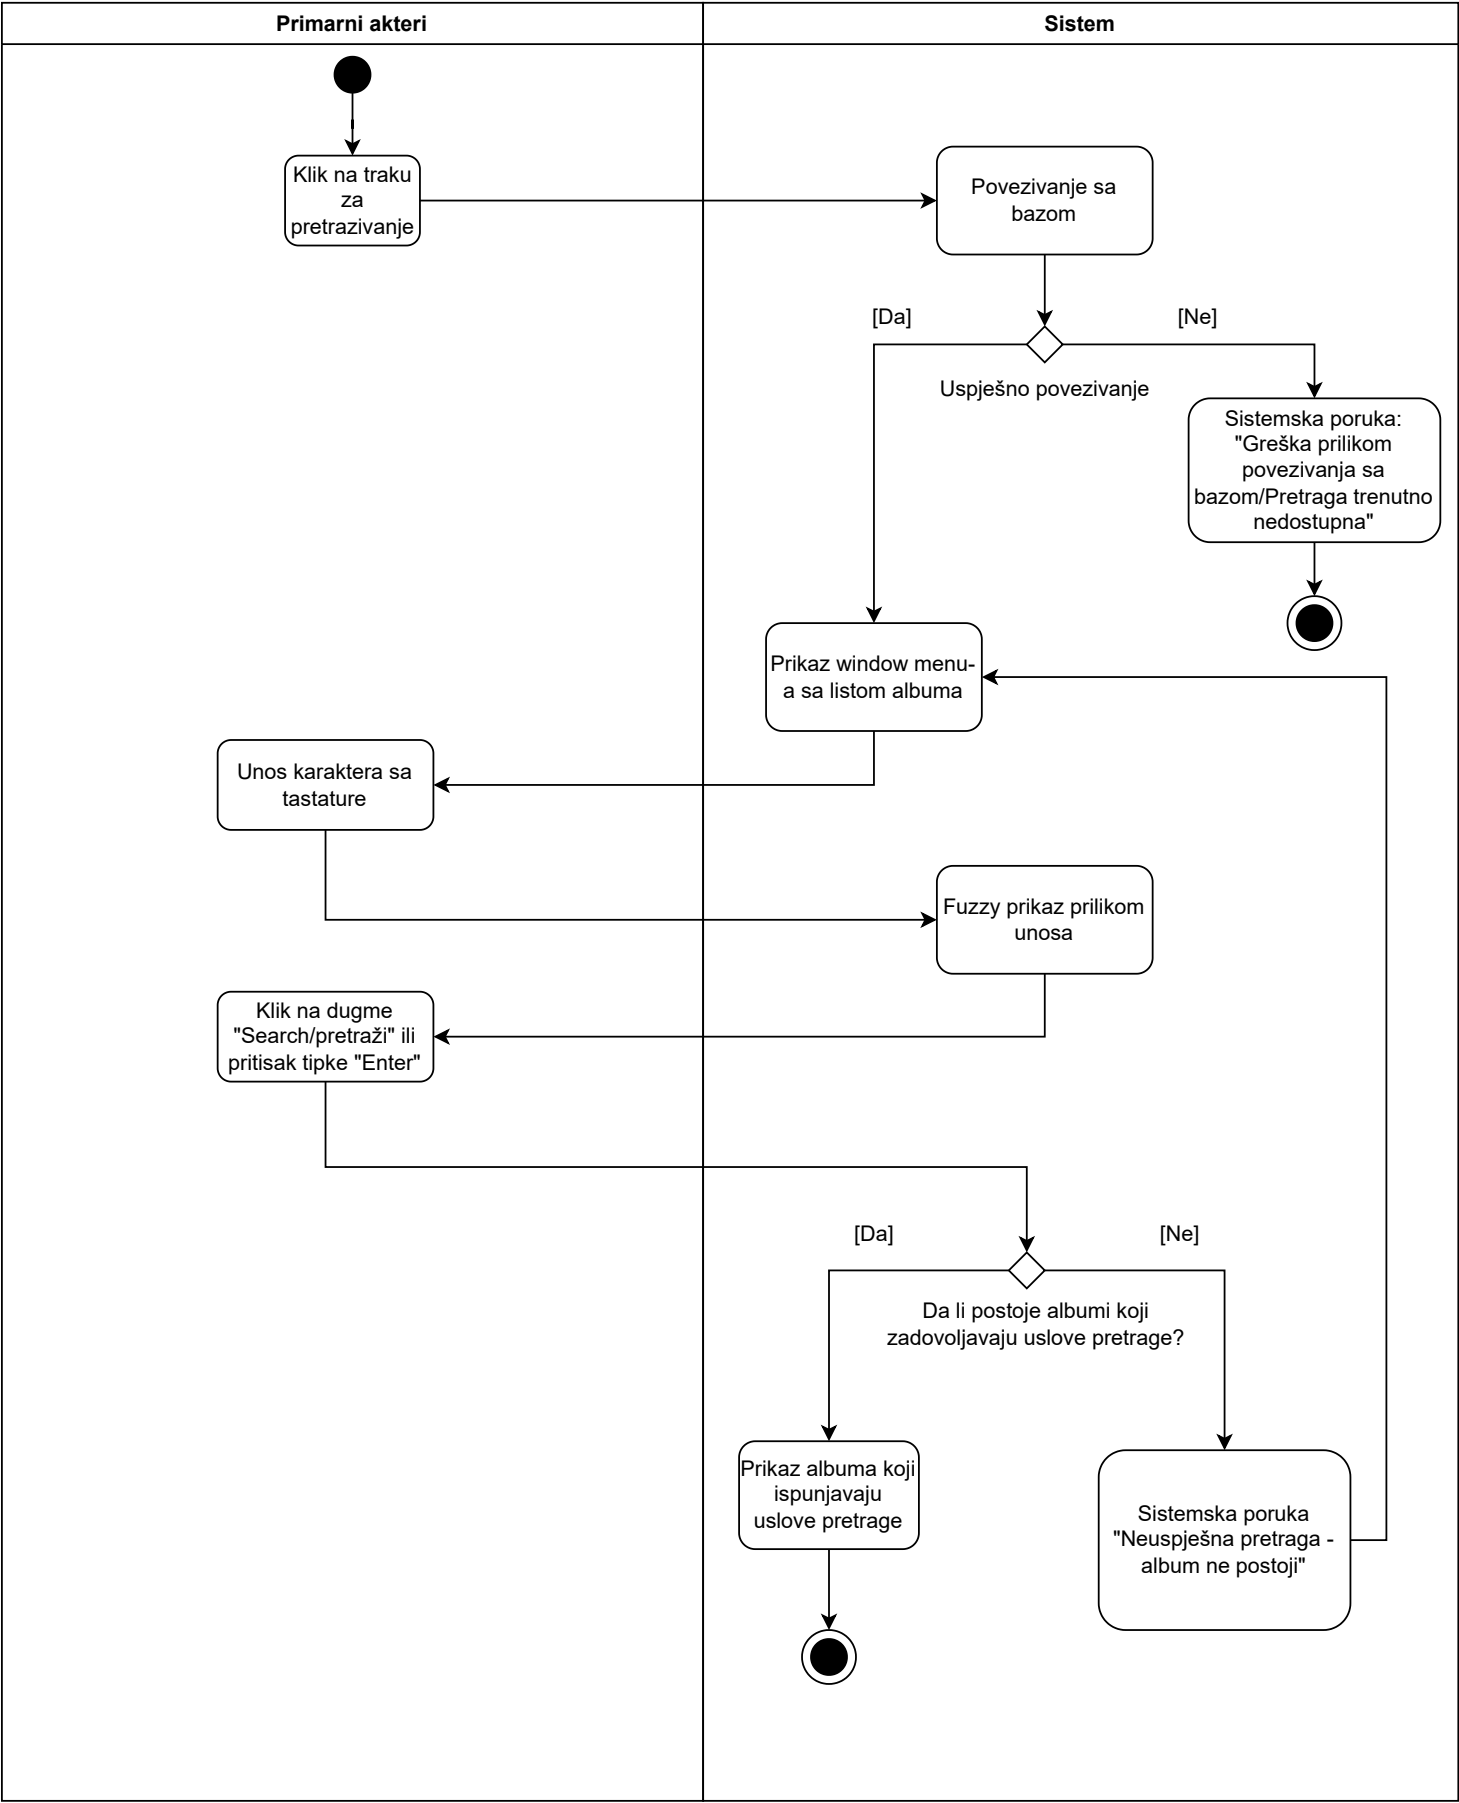 Primarni akteri
Sistem
Klik na traku
za
pretrazivanje
Povezivanje sa
bazom
[Da]
[Ne]
Uspješno povezivanje
Sistemska poruka:
"Greška prilikom
povezivanja sa
bazom/Pretraga trenutno
nedostupna"
Prikaz window menu-
a sa listom albuma
Unos karaktera sa
tastature
Fuzzy prikaz prilikom
unosa
Klik na dugme
"Search/pretraži" ili
pritisak tipke "Enter"
[Da]
[Ne]
Da li postoje albumi koji
zadovoljavaju uslove pretrage?
Prikaz albuma koji
ispunjavaju
uslove pretrage
Sistemska poruka
"Neuspješna pretraga -
album ne postoji"